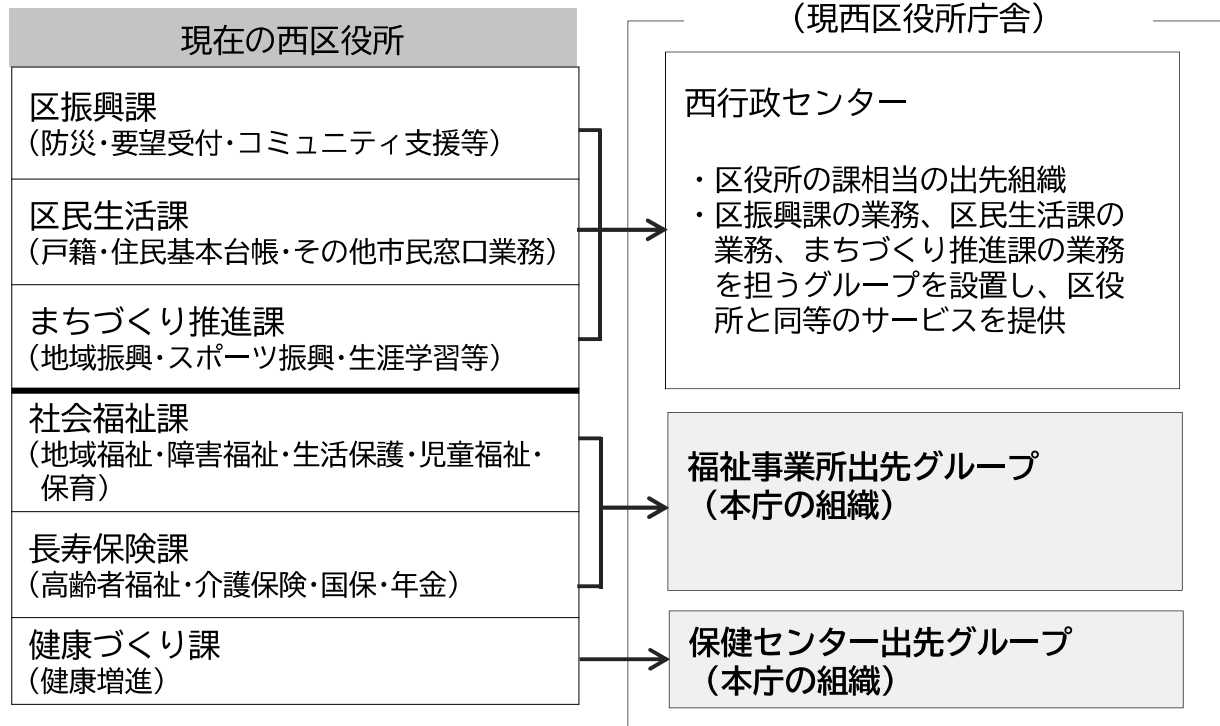 現在の西区役所
区振興課
(防災・要望受付・コミュニティ支援等)
区民生活課
(戸籍・住民基本台帳・その他市民窓口業務)
まちづくり推進課
(地域振興・スポーツ振興・生涯学習等)
社会福祉課
(地域福祉・障害福祉・生活保護・児童福祉・
保育)
長寿保険課
(高齢者福祉・介護保険・国保・年金)
健康づくり課
(健康増進)
(現西区役所庁舎)
西行政センター
・区役所の課相当の出先組織
・区振興課の業務、区民生活課の
業務、まちづくり推進課の業務
を担うグループを設置し、区役
所と同等のサービスを提供
福祉事業所出先グループ
(本庁の組織)
保健センター出先グループ
(本庁の組織)